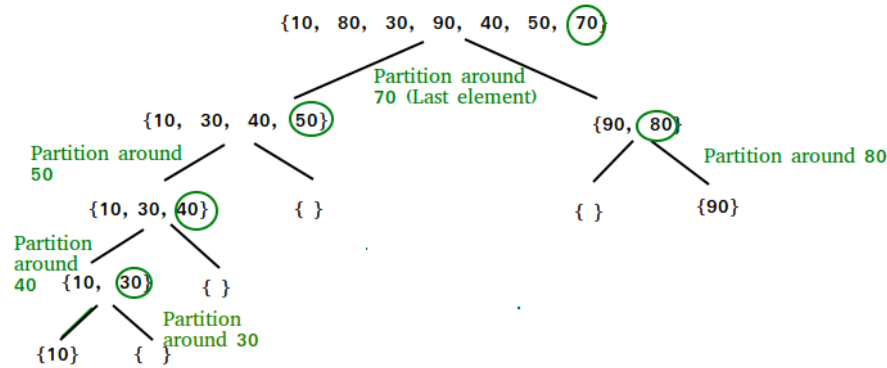 {10, 80, 30, 90, 40, 50, 70}
Partition around
70 (Last element)
{10, 30, 40, 50}
{90, 80}
Partition around
50
Partition around 80
{10, 30, 40}
{ }
{ }
{90}
Partition
around
40
{10, 30}
{ }
Partition
around 30
{10}
{ }